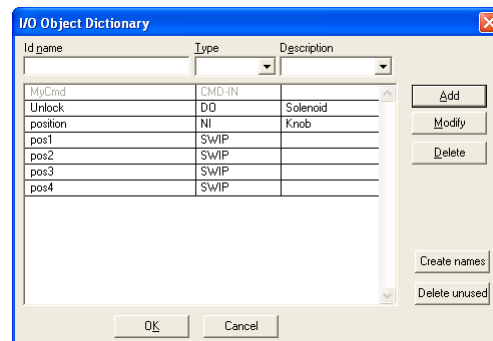 I/O Object Dictionary
Id name Type Description
MyCmd CMD-IN
Unlock DO Solenoid
position NI Knob
pos1 SWIP
pos2 SWIP
pos3 SWIP
pos4 SWIP
Add
Modify
Delete
Create names
Delete unused
OK Cancel